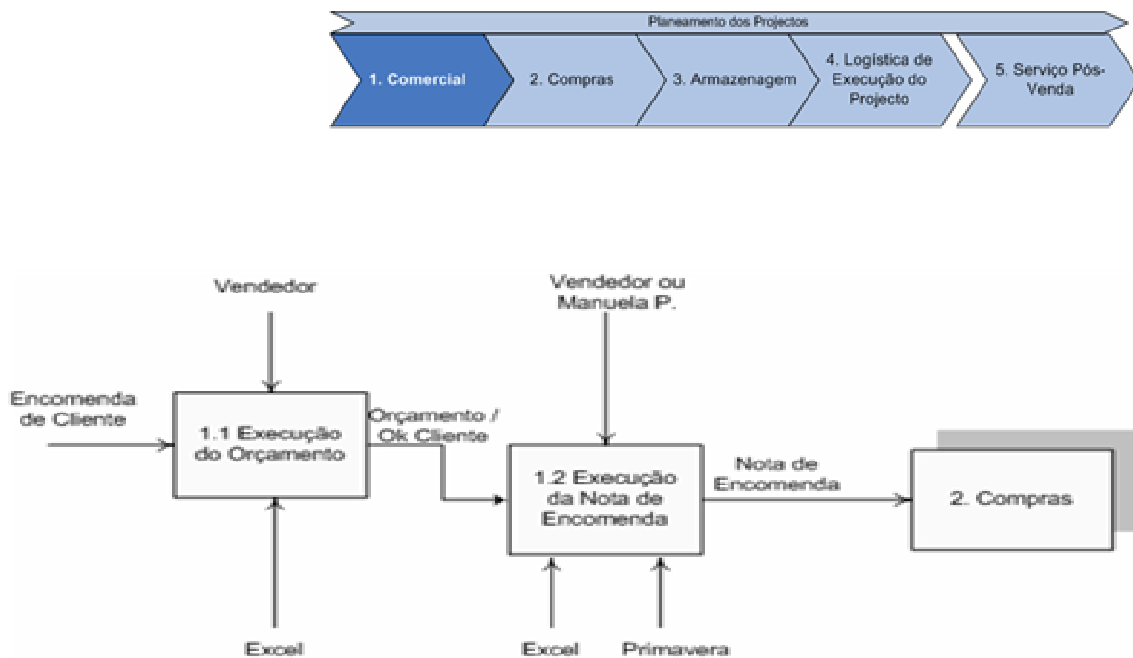 Planeamento dos Projectos
1. Comercial
2. Compras
3. Armazenagem
4. Logística de
Execução do
Projecto
5. Serviço Pós-
Venda
Vendedor
Vendedor ou
Manuela P.
Encomenda
de Cliente
1.1 Execução
do Orçamento
Orçamento /
Ok Cliente
1.2 Execução
da Nota de
Encomenda
Nota de
Encomenda
2. Compras
Excel
Excel
Primavera